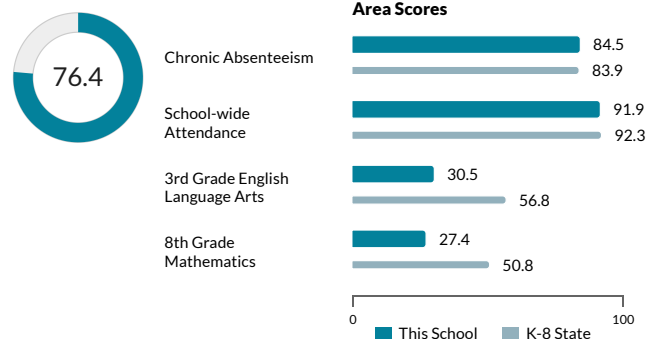 Area Scores
76.4
Chronic Absenteeism
84.5
83.9
School-wide
Attendance
91.9
92.3
3rd Grade English
Language Arts
30.5
56.8
8th Grade
Mathematics
27.4
50.8
0
100
This School
K-8 State